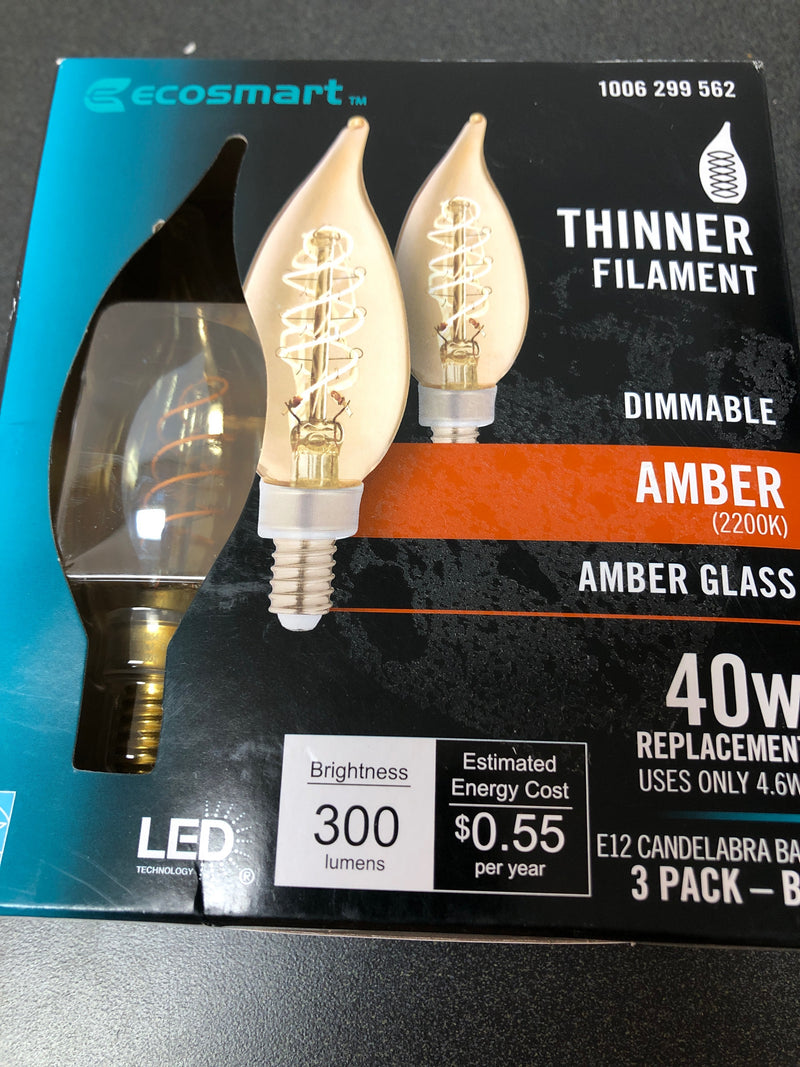 ecosmart™
1006 299 562
THINNER
FILAMENT
DIMMABLE
AMBER
(2200K)
AMBER GLASS
40W
REPLACEMENT
USES ONLY 4.6W
Brightness
300
lumens
Estimated
Energy Cost
$0.55
per year
LED
TECHNOLOGY
®
E12 CANDELABRA BA
3 PACK – B